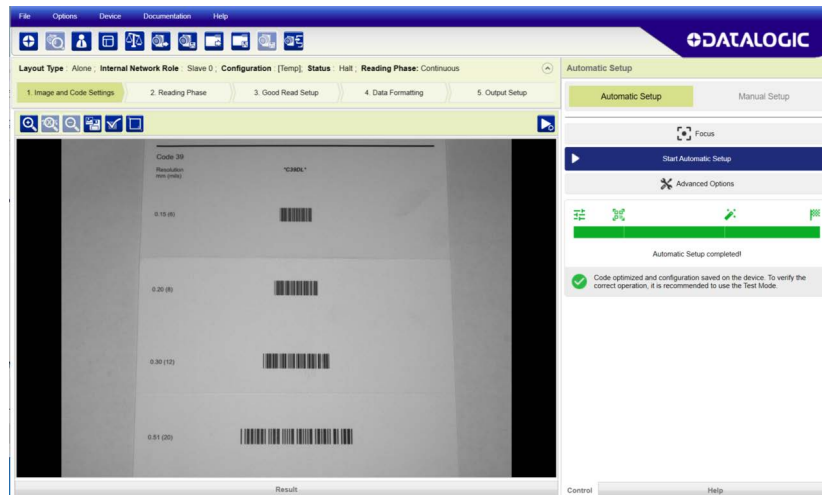 File Options Device Documentation Help
DATALOGIC
Layout Type : Alone ; Internal Network Role : Slave 0 ; Configuration : [Temp]; Status : Halt ; Reading Phase: Continuous
1. Image and Code Settings 2. Reading Phase 3. Good Read Setup 4. Data Formatting 5. Output Setup
Code 39
Resolution
mm (mils)
*C39DL*
0.15 (6)
0.20 (8)
0.30 (12)
0.51 (20)
Result
Automatic Setup
Automatic Setup Manual Setup
Focus
Start Automatic Setup
Advanced Options
Automatic Setup completed!
Code optimized and configuration saved on the device. To verify the
correct operation, it is recommended to use the Test Mode.
Control Help